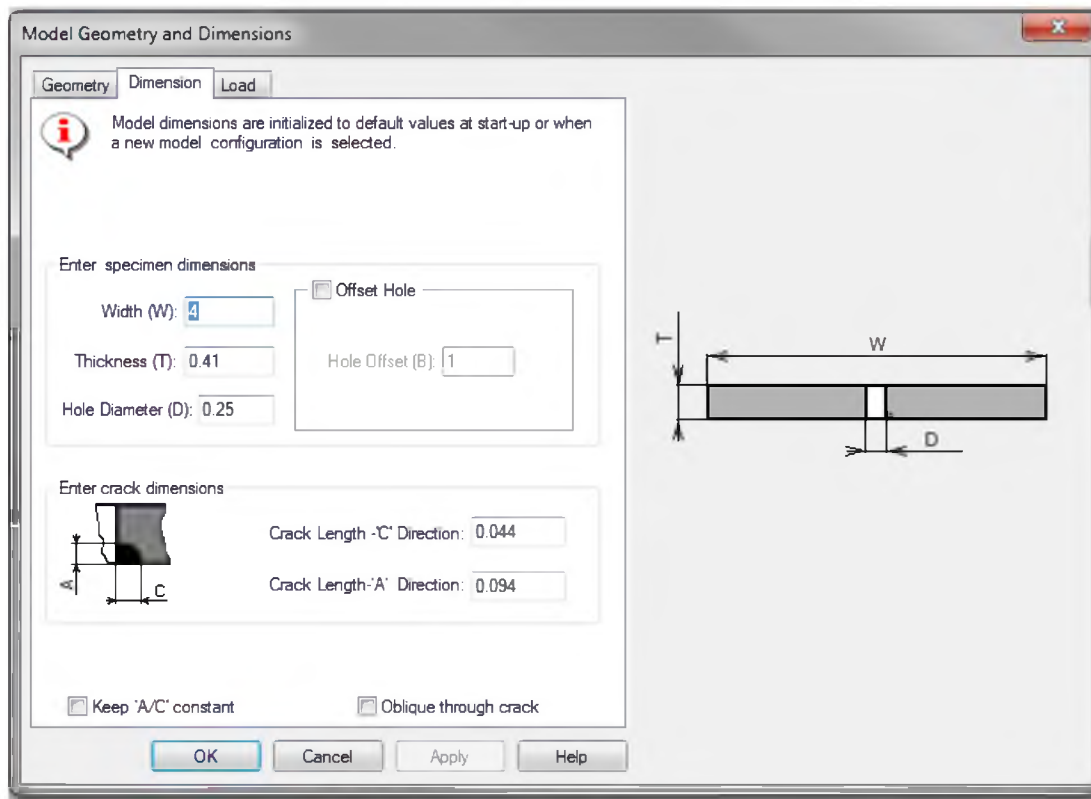 Model Geometry and Dimensions
Geometry Dimension Load
Model dimensions are initialized to default values at start-up or when
a new model configuration is selected.
Enter specimen dimensions
Width (W): 4
Thickness (T): 0.41
Hole Diameter (D): 0.25
Offset Hole
Hole Offset (B): 1
T
W
D
Enter crack dimensions
A
C
Crack Length -'C' Direction: 0.044
Crack Length-'A' Direction: 0.094
Keep 'A/C' constant
Oblique through crack
OK Cancel Apply Help